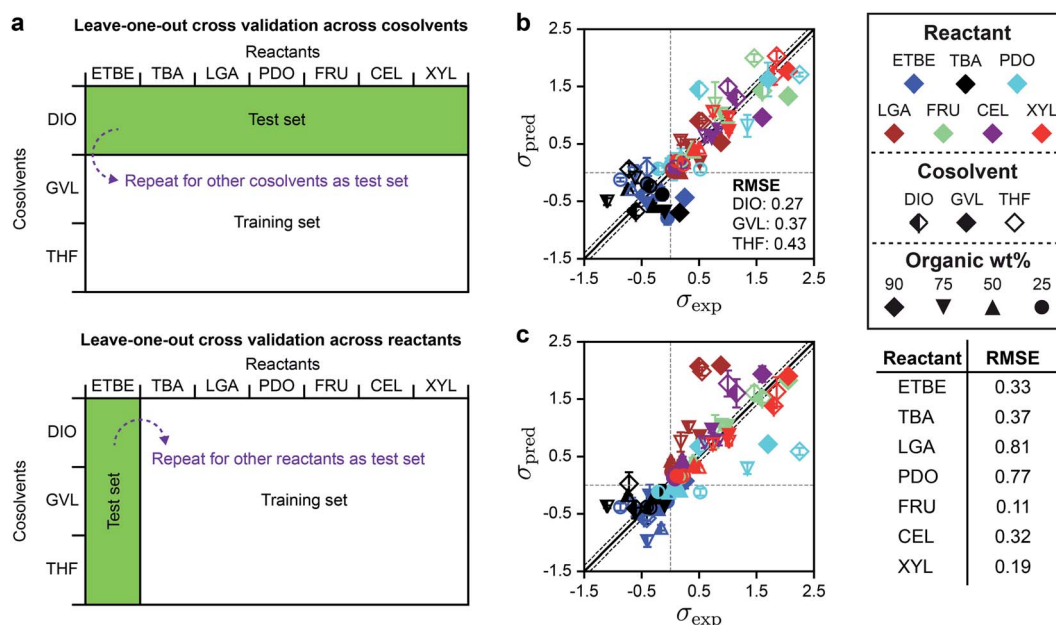 a
Leave-one-out cross validation across cosolvents
Reactants
ETBE TBA LGA PDO FRU CEL XYL
Cosolvents
DIO
GVL
THF
Test set
Repeat for other cosolvents as test set
Training set
Leave-one-out cross validation across reactants
Reactants
ETBE TBA LGA PDO FRU CEL XYL
Cosolvents
DIO
GVL
THF
Test set
Repeat for other reactants as test set
Training set
b
2.5
1.5
0.5
-0.5
-1.5
σpred
RMSE
DIO: 0.27
GVL: 0.37
THF: 0.43
-1.5 -0.5 0.5 1.5 2.5
σexp
c
2.5
1.5
0.5
-0.5
-1.5
σpred
-1.5 -0.5 0.5 1.5 2.5
σexp
Reactant
ETBE TBA PDO
LGA FRU CEL XYL
Cosolvent
DIO GVL THF
Organic wt%
90 75 50 25
Reactant RMSE
ETBE 0.33
TBA 0.37
LGA 0.81
PDO 0.77
FRU 0.11
CEL 0.32
XYL 0.19